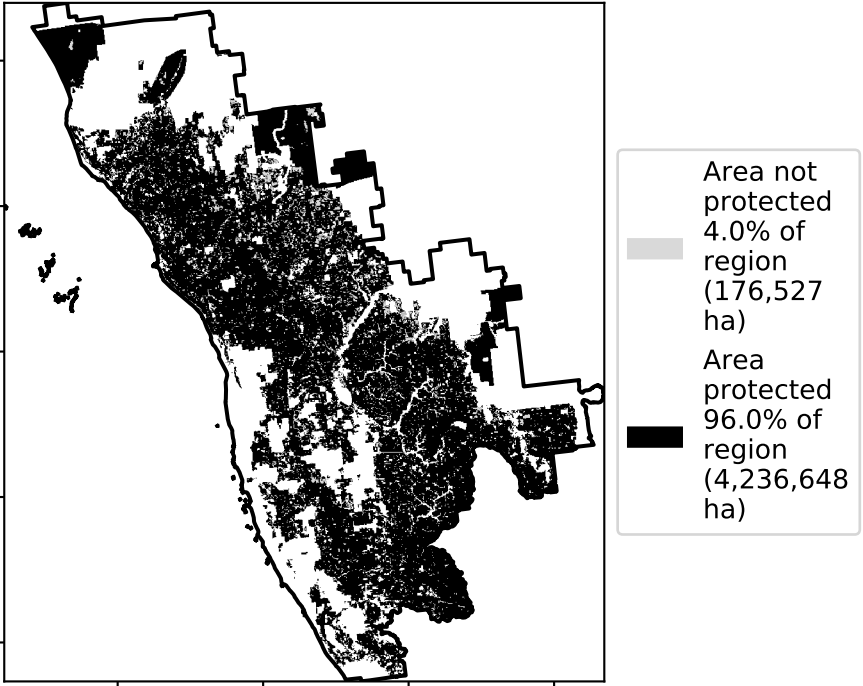 Area not
protected
4.0% of
region
(176,527
ha)
Area
protected
96.0% of
region
(4,236,648
ha)